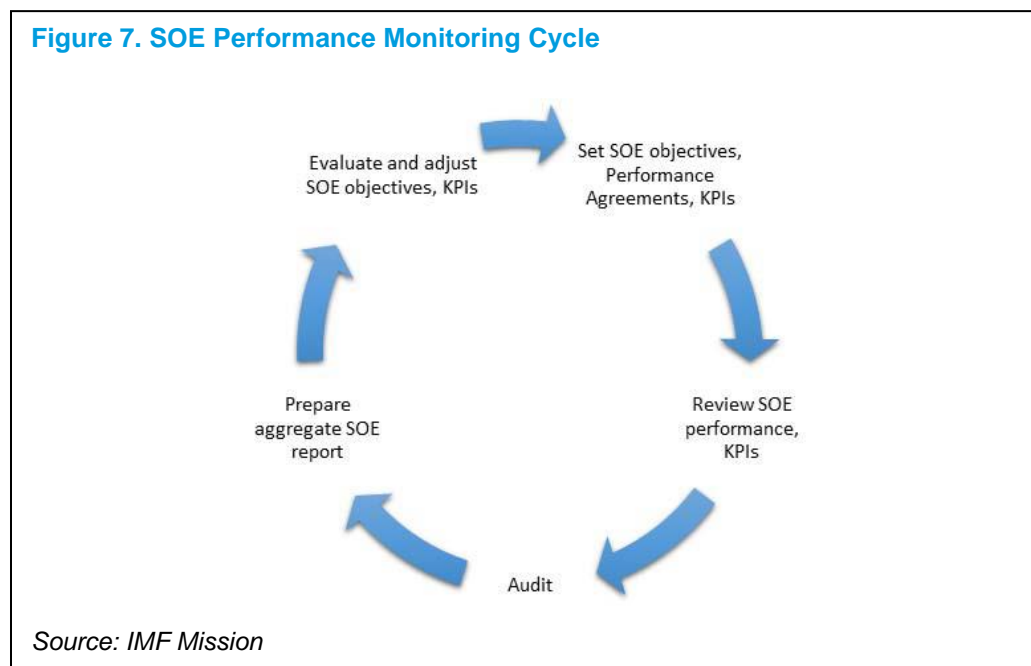 Figure 7. SOE Performance Monitoring Cycle
Evaluate and adjust
SOE objectives, KPIs
Set SOE objectives,
Performance
Agreements, KPIs
Prepare
aggregate SOE
report
Review SOE
performance,
KPIs
Audit
Source: IMF Mission